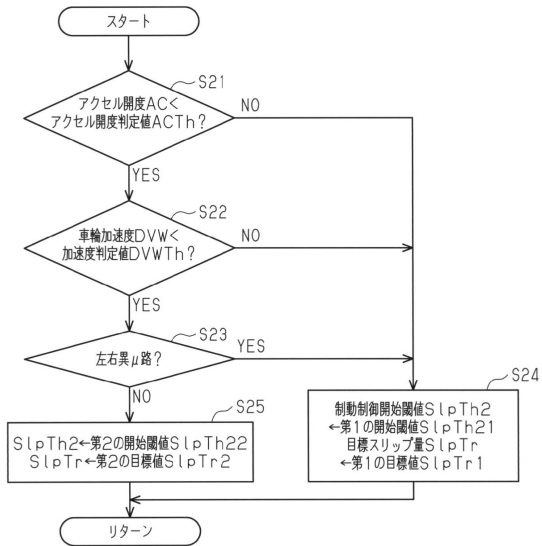 スタート
S21
アクセル開度AC<
アクセル開度判定値ACTh?
NO
YES
S22
車輪加速度DVW<
加速度判定値DVWTh?
NO
YES
S23
左右異μ路?
YES
NO
S24
制動制御開始閾値SlpTh2
←第1の開始閾値SlpTh21
目標スリップ量SlpTr
←第1の目標値SlpTr1
S25
SlpTh2←第2の開始閾値SlpTh22
SlpTr←第2の目標値SlpTr2
リターン